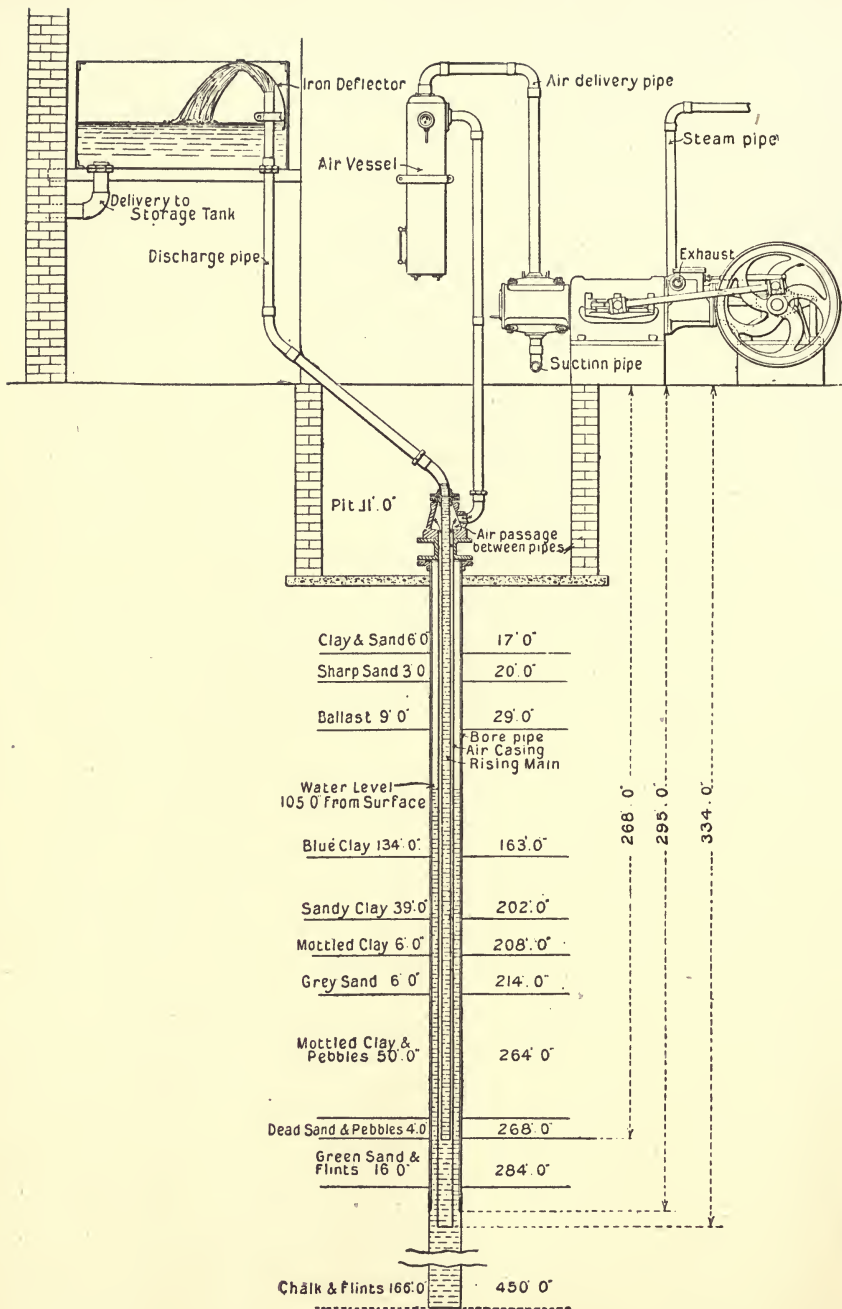 Iron Deflector
Air delivery pipe
Steam pipe
Air Vessel
Delivery to
Storage Tank
Discharge pipe
Exhaust
Suction pipe
Pit 11'.0"
Air passage
between pipes
Clay & Sand 6'0" 17'.0"
Sharp Sand 3'0 20'.0"
Ballast 9'.0" 29'.0"
Bore pipe
Air Casing
Rising Main
Water Level
105'0" From Surface
Blue Clay 134'.0" 163'.0"
Sandy Clay 39'.0" 202'.0"
Mottled Clay 6'.0" 208'.0"
Grey Sand 6'0" 214'.0"
Mottled Clay &
Pebbles 50'.0" 264'.0"
Dead Sand & Pebbles 4'.0 268'.0"
Green Sand &
Flints 16'0" 284'.0"
Chalk & Flints 166'.0" 450'0"
268'.0"
295'.0"
334'.0"